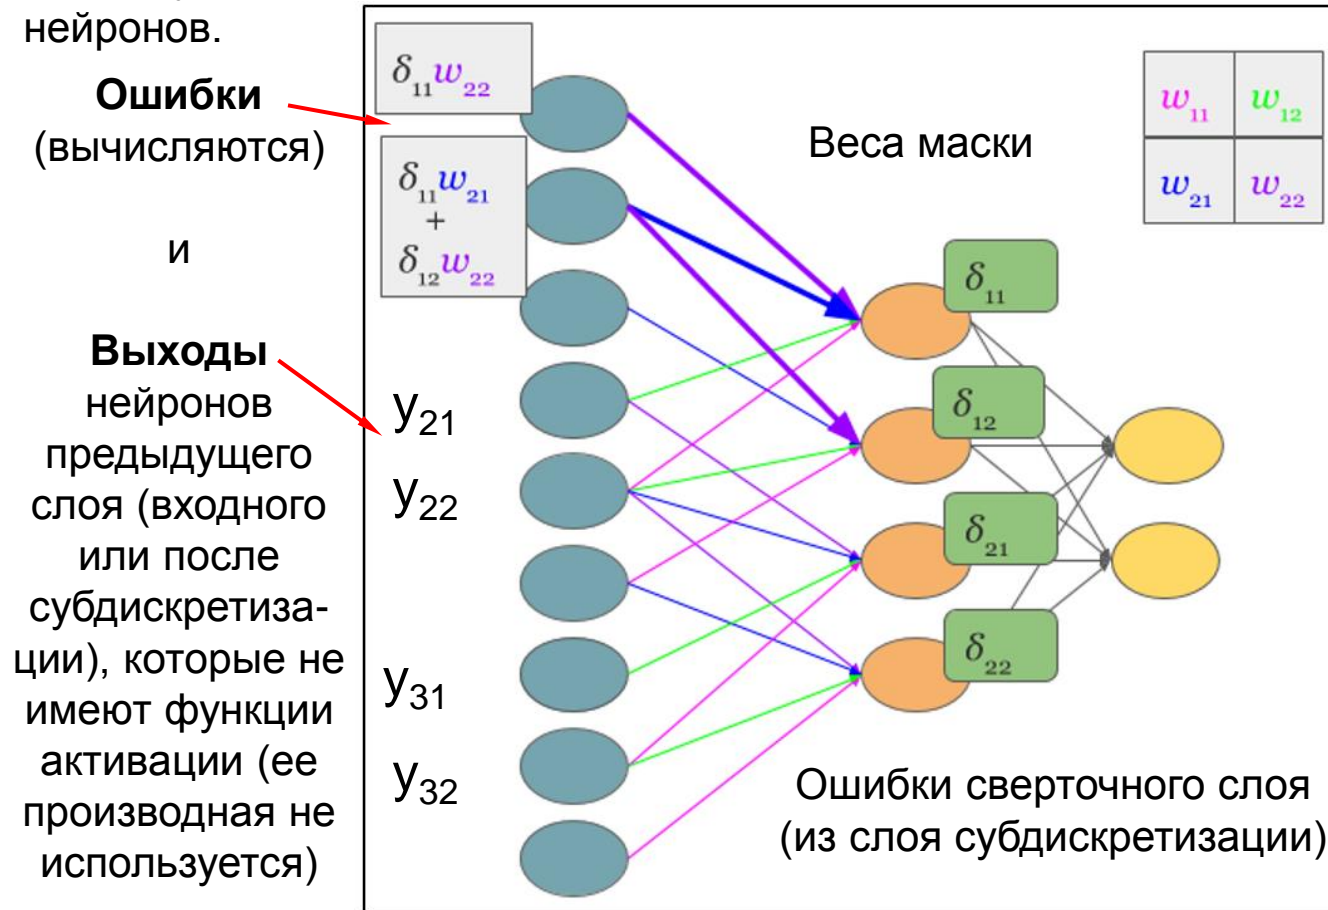 нейронов.
Ошибки
(вычисляются)
и
Выходы
нейронов
предыдущего
слоя (входного
или после
субдискретиза-
ции), которые не
имеют функции
активации (ее
производная не
используется)
δ₁₁w₂₂
δ₁₁w₂₁
+
δ₁₂w₂₂
y₂₁
y₂₂
y₃₁
y₃₂
Веса маски
w₁₁ w₁₂
w₂₁ w₂₂
δ₁₁
δ₁₂
δ₂₁
δ₂₂
Ошибки сверточного слоя
(из слоя субдискретизации)